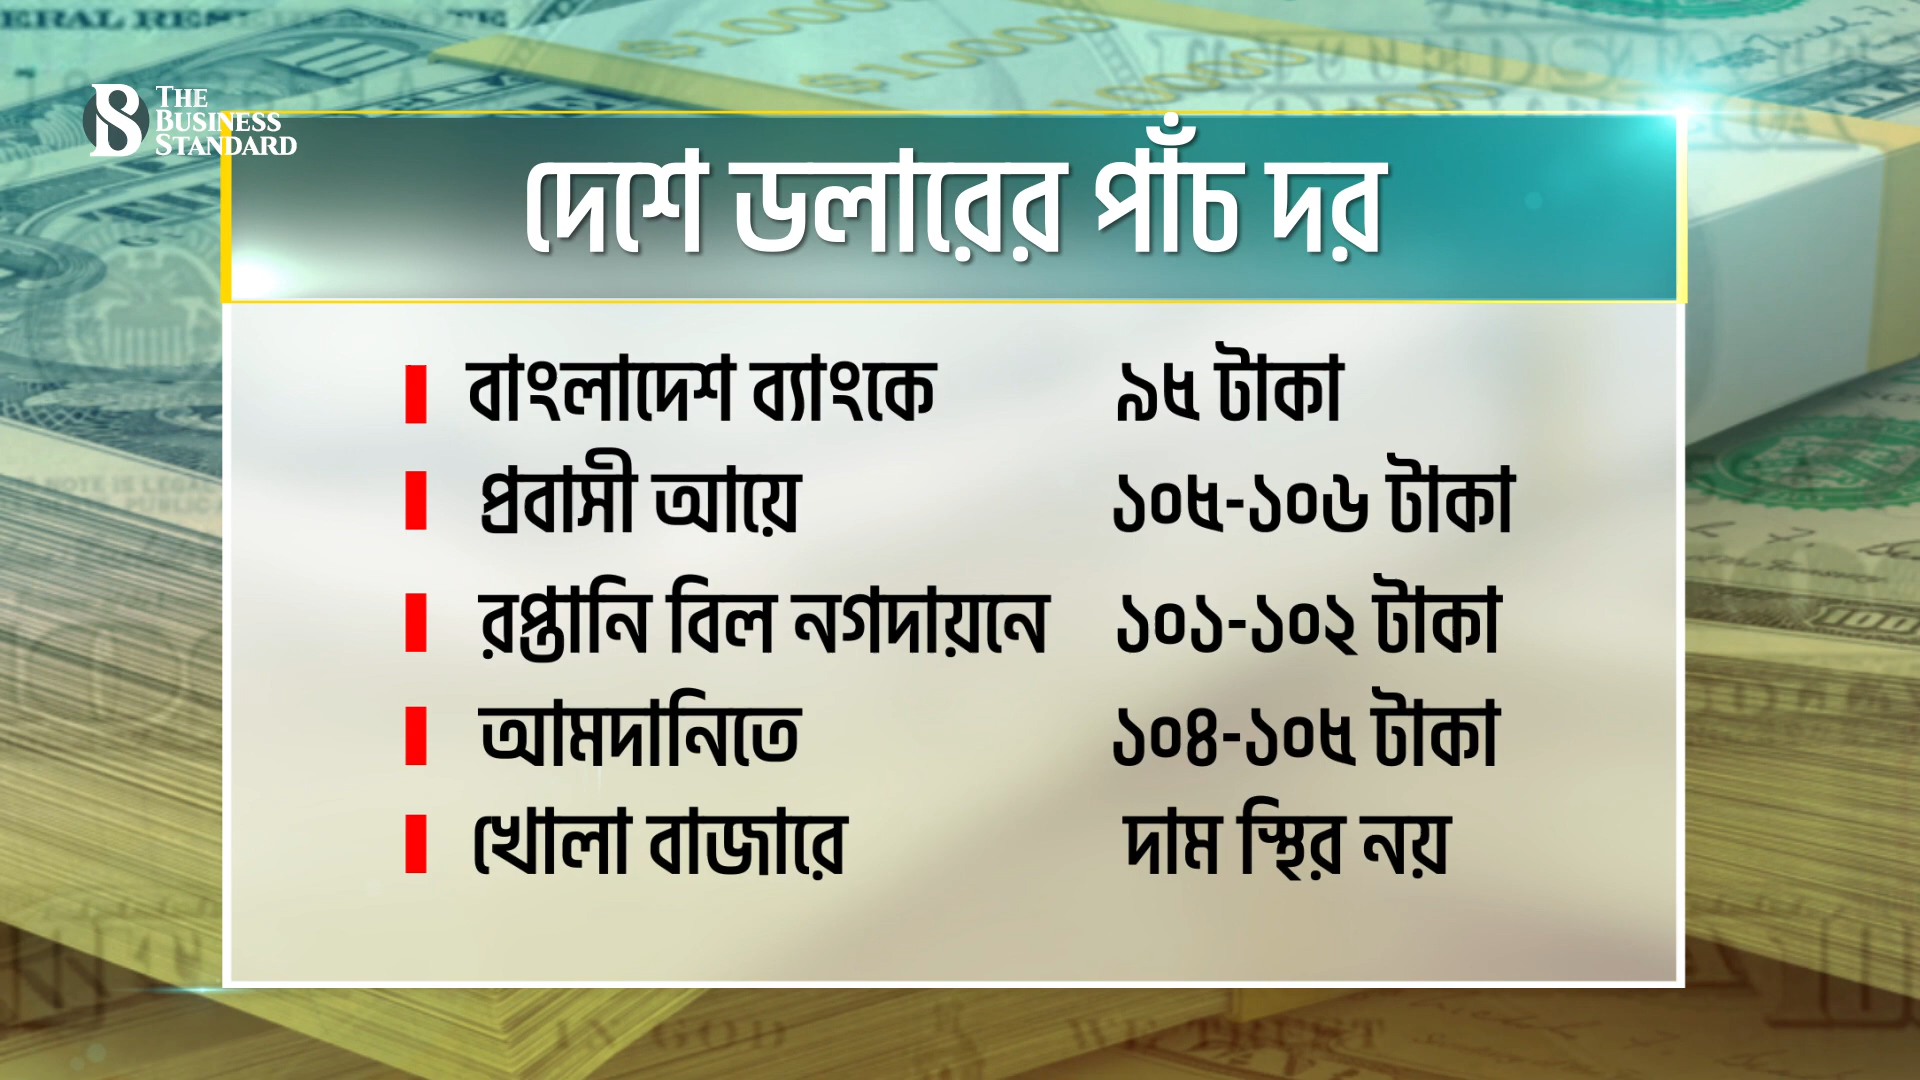 THE
BUSINESS
STANDARD
দেশে ডলারের পাঁচ দর
বাংলাদেশ ব্যাংকে ৯৫ টাকা
প্রবাসী আয়ে ১০৫-১০৬ টাকা
রপ্তানি বিল নগদায়নে ১০১-১০২ টাকা
আমদানিতে ১০৪-১০৫ টাকা
খোলা বাজারে দাম স্থির নয়